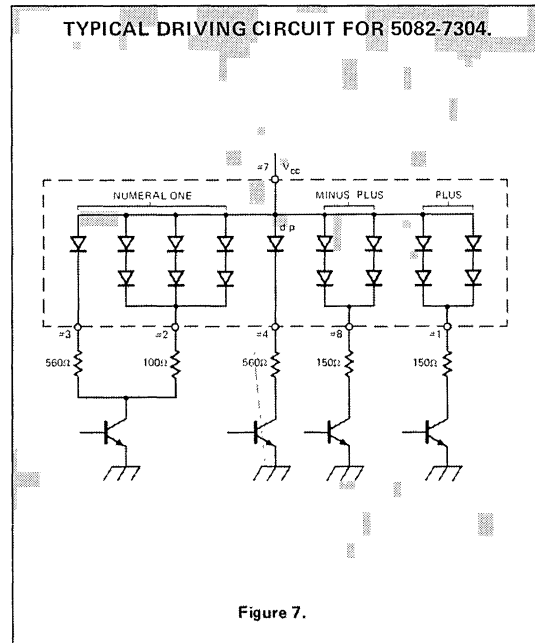 TYPICAL DRIVING CIRCUIT FOR 5082-7304.
#7 VCC
NUMERAL ONE MINUS PLUS PLUS
dp
#3 #2 #4 #8 #1
560Ω 100Ω 560Ω 150Ω 150Ω
Figure 7.